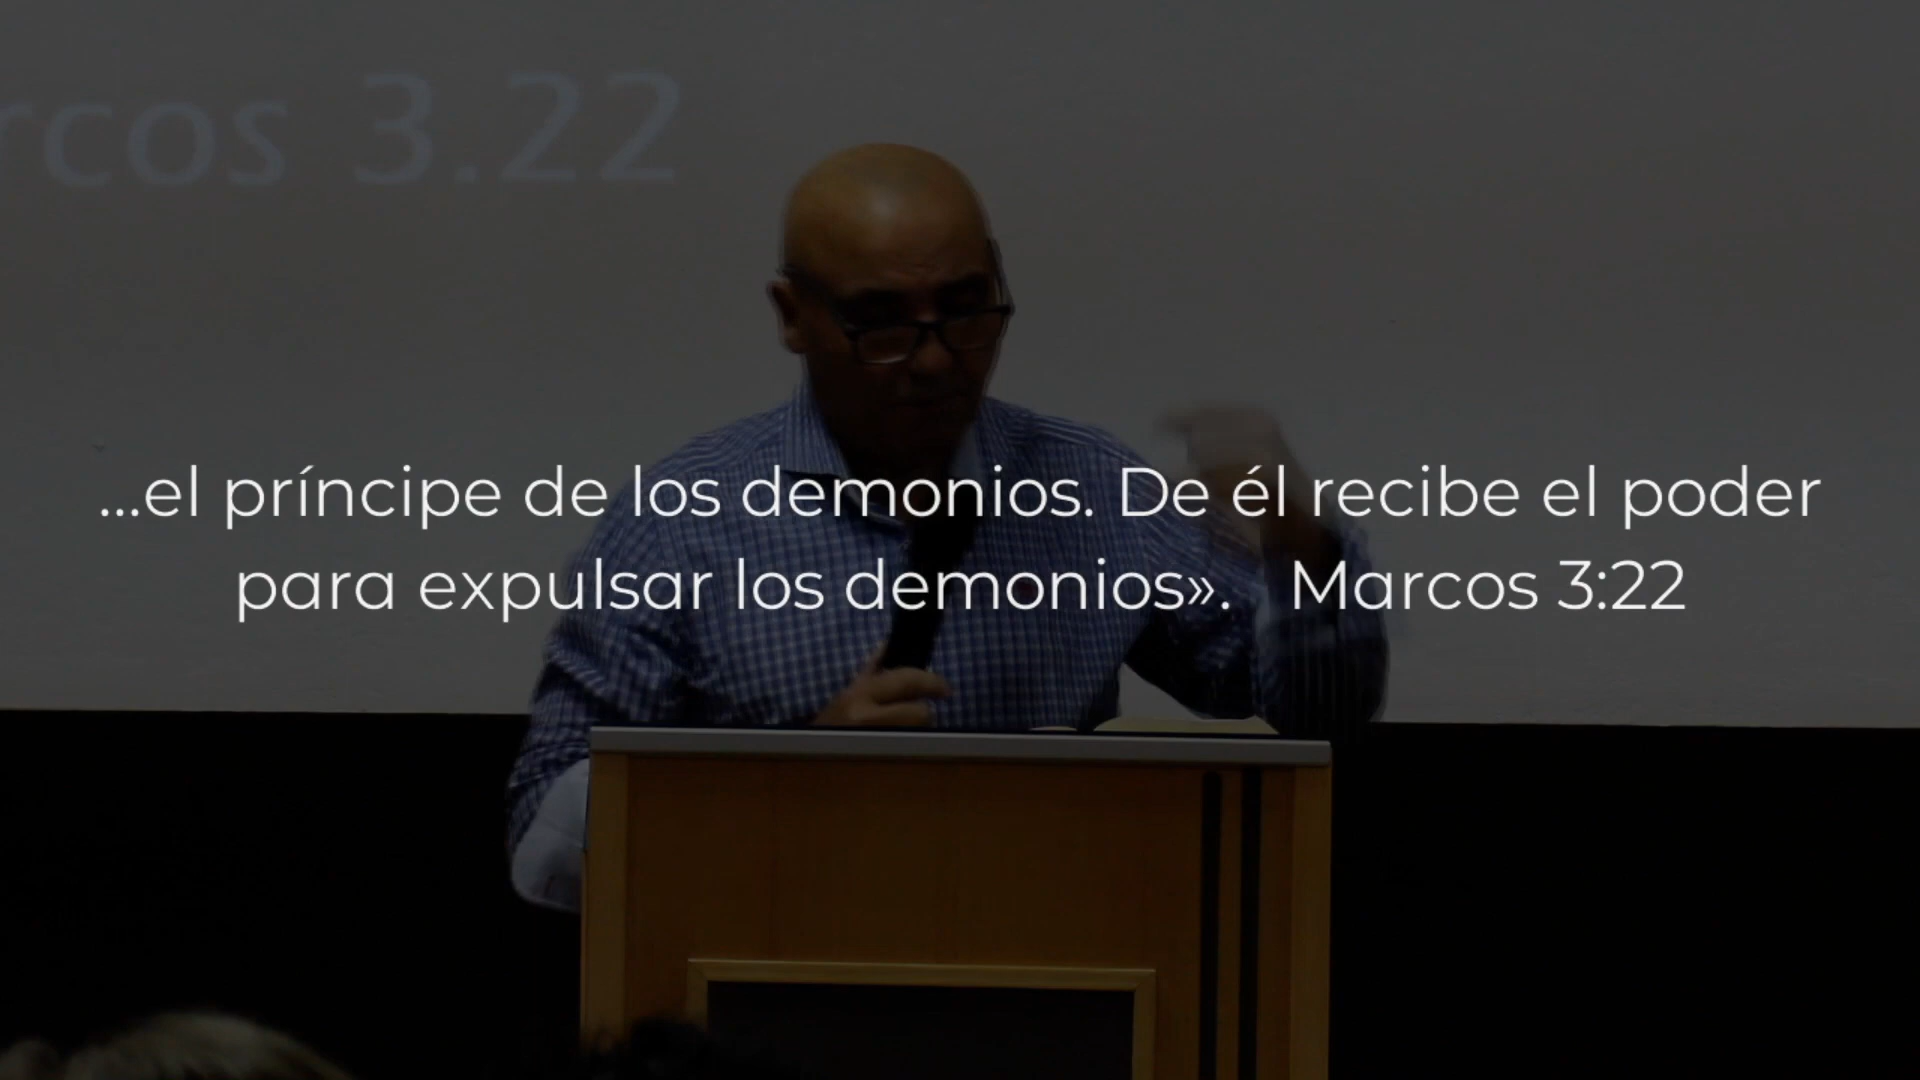 rcos 3.22
...el príncipe de los demonios. De él recibe el poder
para expulsar los demonios». Marcos 3:22